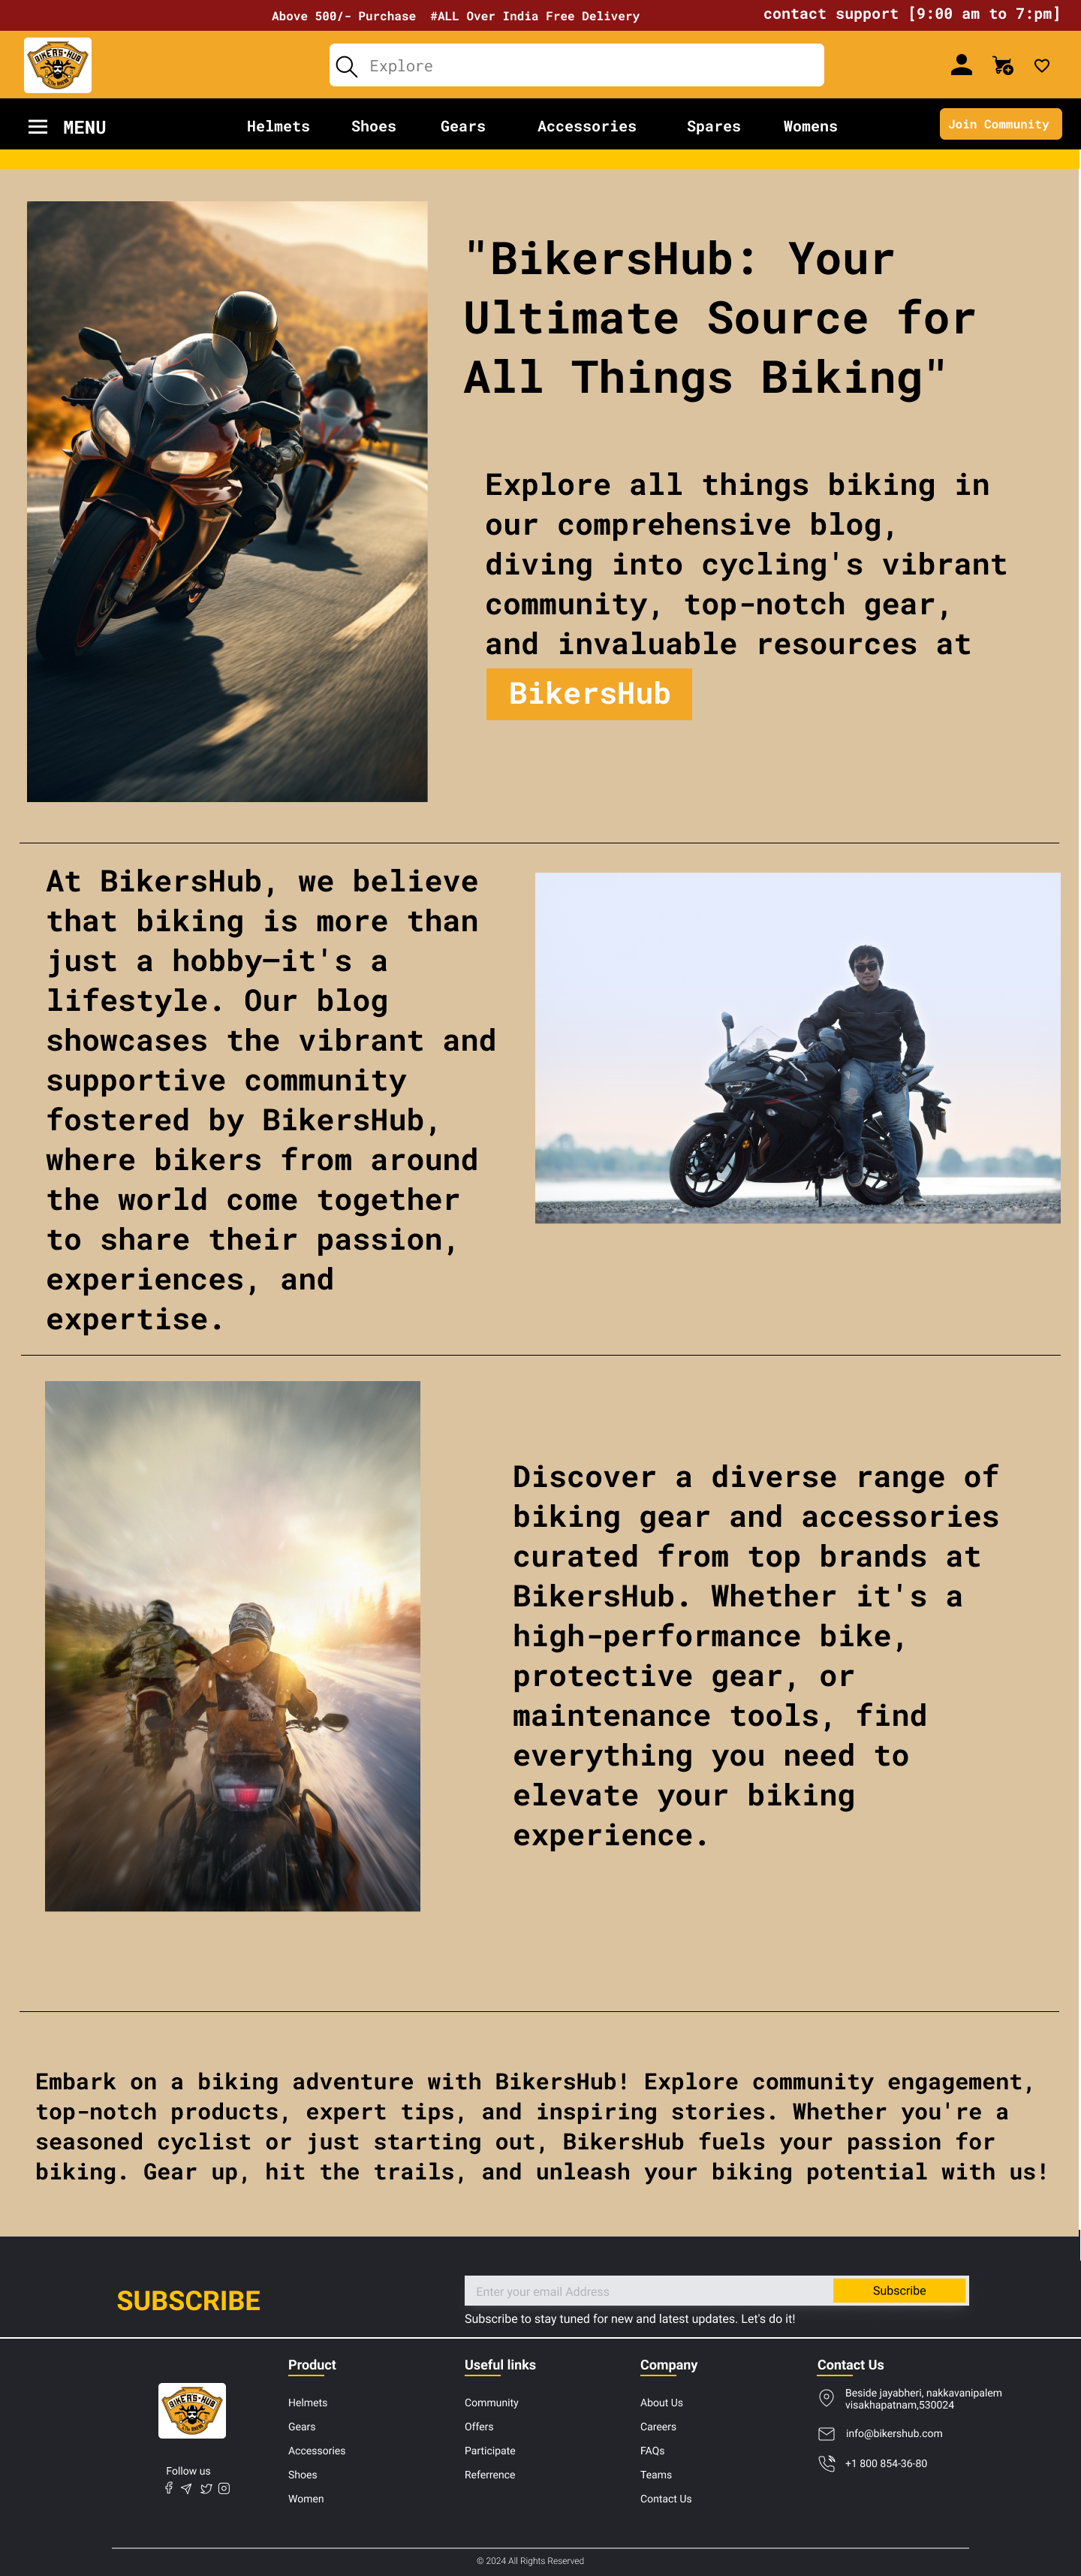 Above 500/- Purchase #ALL Over India Free Delivery
contact support [9:00 am to 7:pm]
BIKERS-HUB
Explore
MENU
Helmets Shoes Gears Accessories Spares Womens
Join Community
"BikersHub: Your
Ultimate Source for
All Things Biking"
Explore all things biking in
our comprehensive blog,
diving into cycling's vibrant
community, top-notch gear,
and invaluable resources at
BikersHub
At BikersHub, we believe
that biking is more than
just a hobby—it's a
lifestyle. Our blog
showcases the vibrant and
supportive community
fostered by BikersHub,
where bikers from around
the world come together
to share their passion,
experiences, and
expertise.
Discover a diverse range of
biking gear and accessories
curated from top brands at
BikersHub. Whether it's a
high-performance bike,
protective gear, or
maintenance tools, find
everything you need to
elevate your biking
experience.
Embark on a biking adventure with BikersHub! Explore community engagement,
top-notch products, expert tips, and inspiring stories. Whether you're a
seasoned cyclist or just starting out, BikersHub fuels your passion for
biking. Gear up, hit the trails, and unleash your biking potential with us!
SUBSCRIBE
Enter your email Address
Subscribe
Subscribe to stay tuned for new and latest updates. Let's do it!
BIKERS-HUB
Follow us
Product
Helmets
Gears
Accessories
Shoes
Women
Useful links
Community
Offers
Participate
Referrence
Company
About Us
Careers
FAQs
Teams
Contact Us
Contact Us
Beside jayabheri, nakkavanipalem
visakhapatnam,530024
info@bikershub.com
+1 800 854-36-80
© 2024 All Rights Reserved